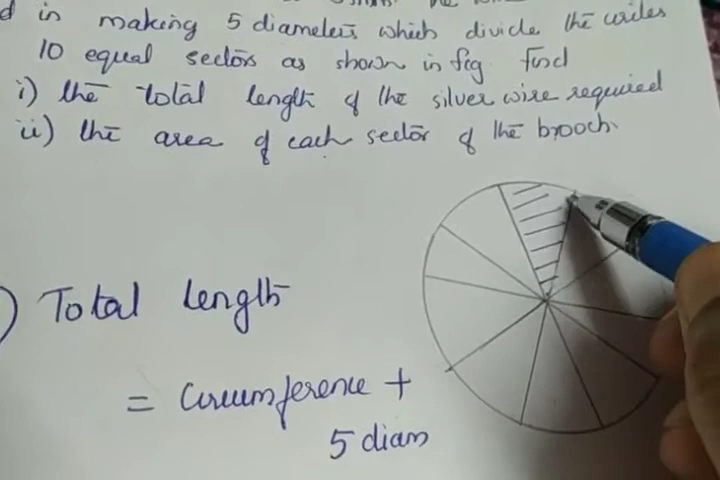 d in making 5 diameters which divide the circles
10 equal sectors as shown in fig find
i) the total length of the silver wire required
ii) the area of each sector of the brooch.
) Total length
= circumference +
5 diam